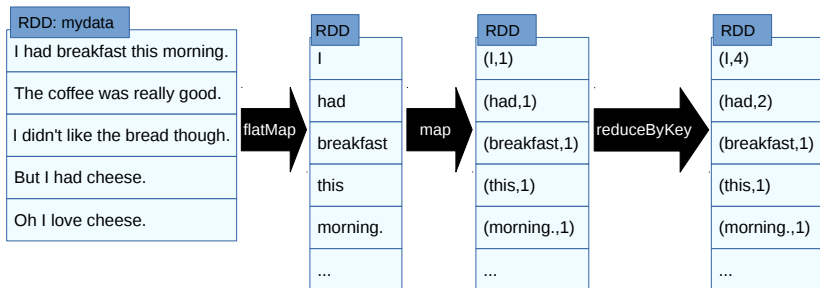 RDD: mydata
I had breakfast this morning.
The coffee was really good.
I didn't like the bread though.
But I had cheese.
Oh I love cheese.
flatMap
RDD
I
had
breakfast
this
morning.
...
map
RDD
(I,1)
(had,1)
(breakfast,1)
(this,1)
(morning.,1)
...
reduceByKey
RDD
(I,4)
(had,2)
(breakfast,1)
(this,1)
(morning.,1)
...